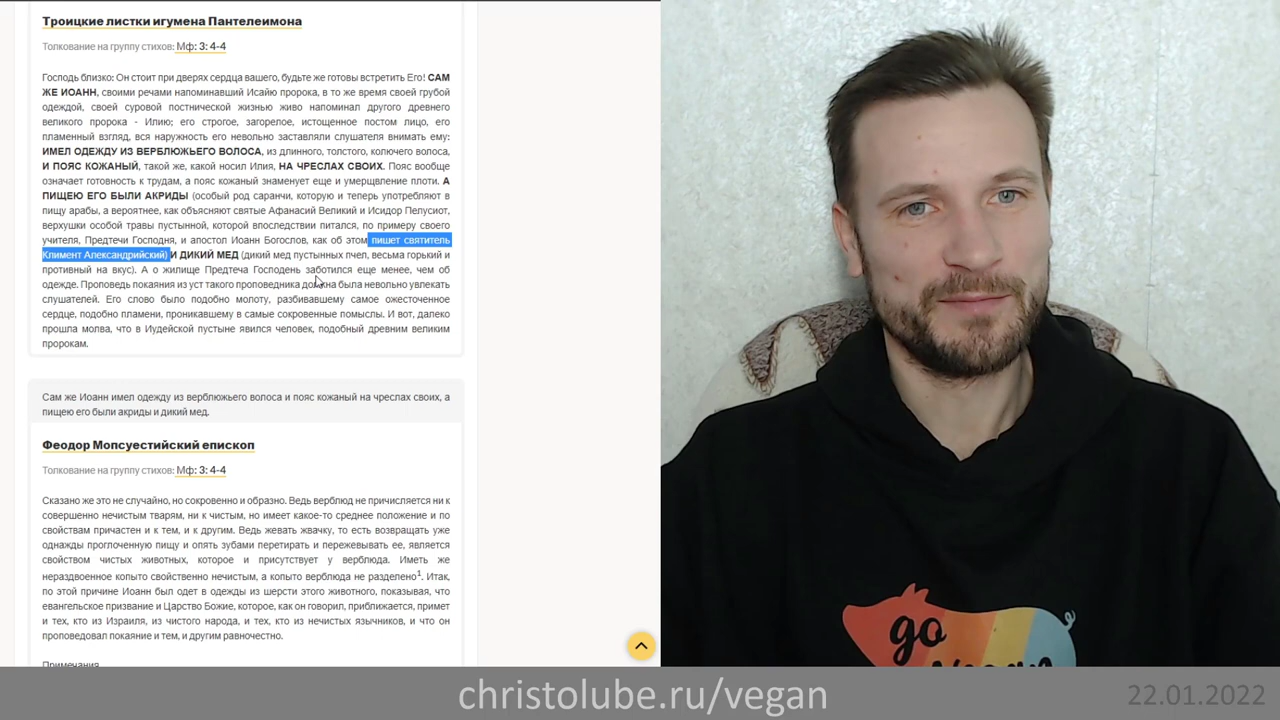 Троицкие листки игумена Пантелеимона
Толкование на группу стихов: Мф: 3: 4-4
Господь близко: Он стоит при дверях сердца вашего, будьте же готовы встретить Его! САМ
ЖЕ ИОАНН, своими речами напоминавший Исайю пророка, в то же время своей грубой
одеждой, своей суровой постнической жизнью живо напоминал другого древнего
великого пророка - Илию; его строгое, загорелое, истощенное постом лицо, его
пламенный взгляд, вся наружность его невольно заставляли слушателя внимать ему:
ИМЕЛ ОДЕЖДУ ИЗ ВЕРБЛЮЖЬЕГО ВОЛОСА, из длинного, толстого, колючего волоса,
И ПОЯС КОЖАНЫЙ, такой же, какой носил Илия, НА ЧРЕСЛАХ СВОИХ. Пояс вообще
означает готовность к трудам, а пояс кожаный знаменует еще и умерщвление плоти. А
ПИЩЕЮ ЕГО БЫЛИ АКРИДЫ (особый род саранчи, которую и теперь употребляют в
пищу арабы, а вероятнее, как объясняют святые Афанасий Великий и Исидор Пелусиот,
верхушки особой травы пустынной, которой впоследствии питался, по примеру своего
учителя, Предтечи Господня, и апостол Иоанн Богослов, как об этом пишет святитель
Климент Александрийский) И ДИКИЙ МЕД (дикий мед пустынных пчел, весьма горький и
противный на вкус). А о жилище Предтеча Господень заботился еще менее, чем об
одежде. Проповедь покаяния из уст такого проповедника должна была невольно увлекать
слушателей. Его слово было подобно молоту, разбивавшему самое ожесточенное
сердце, подобно пламени, проникавшему в самые сокровенные помыслы. И вот, далеко
прошла молва, что в Иудейской пустыне явился человек, подобный древним великим
пророкам.
Сам же Иоанн имел одежду из верблюжьего волоса и пояс кожаный на чреслах своих, а
пищею его были акриды и дикий мед.
Феодор Мопсуестийский епископ
Толкование на группу стихов: Мф: 3: 4-4
Сказано же это не случайно, но сокровенно и образно. Ведь верблюд не причисляется ни к
совершенно нечистым тварям, ни к чистым, но имеет какое-то среднее положение и по
свойствам причастен и к тем, и к другим. Ведь жевать жвачку, то есть возвращать уже
однажды проглоченную пищу и опять зубами перетирать и пережевывать ее, является
свойством чистых животных, которое и присутствует у верблюда. Иметь же
нераздвоенное копыто свойственно нечистым, а копыто верблюда не разделено1. Итак,
по этой причине Иоанн был одет в одежды из шерсти этого животного, показывая, что
евангельское призвание и Царство Божие, которое, как он говорил, приближается, примет
и тех, кто из Израиля, из чистого народа, и тех, кто из нечистых язычников, и что он
проповедовал покаяние и тем, и другим равночестно.
Примечания
go
vegan
christolube.ru/vegan
22.01.2022